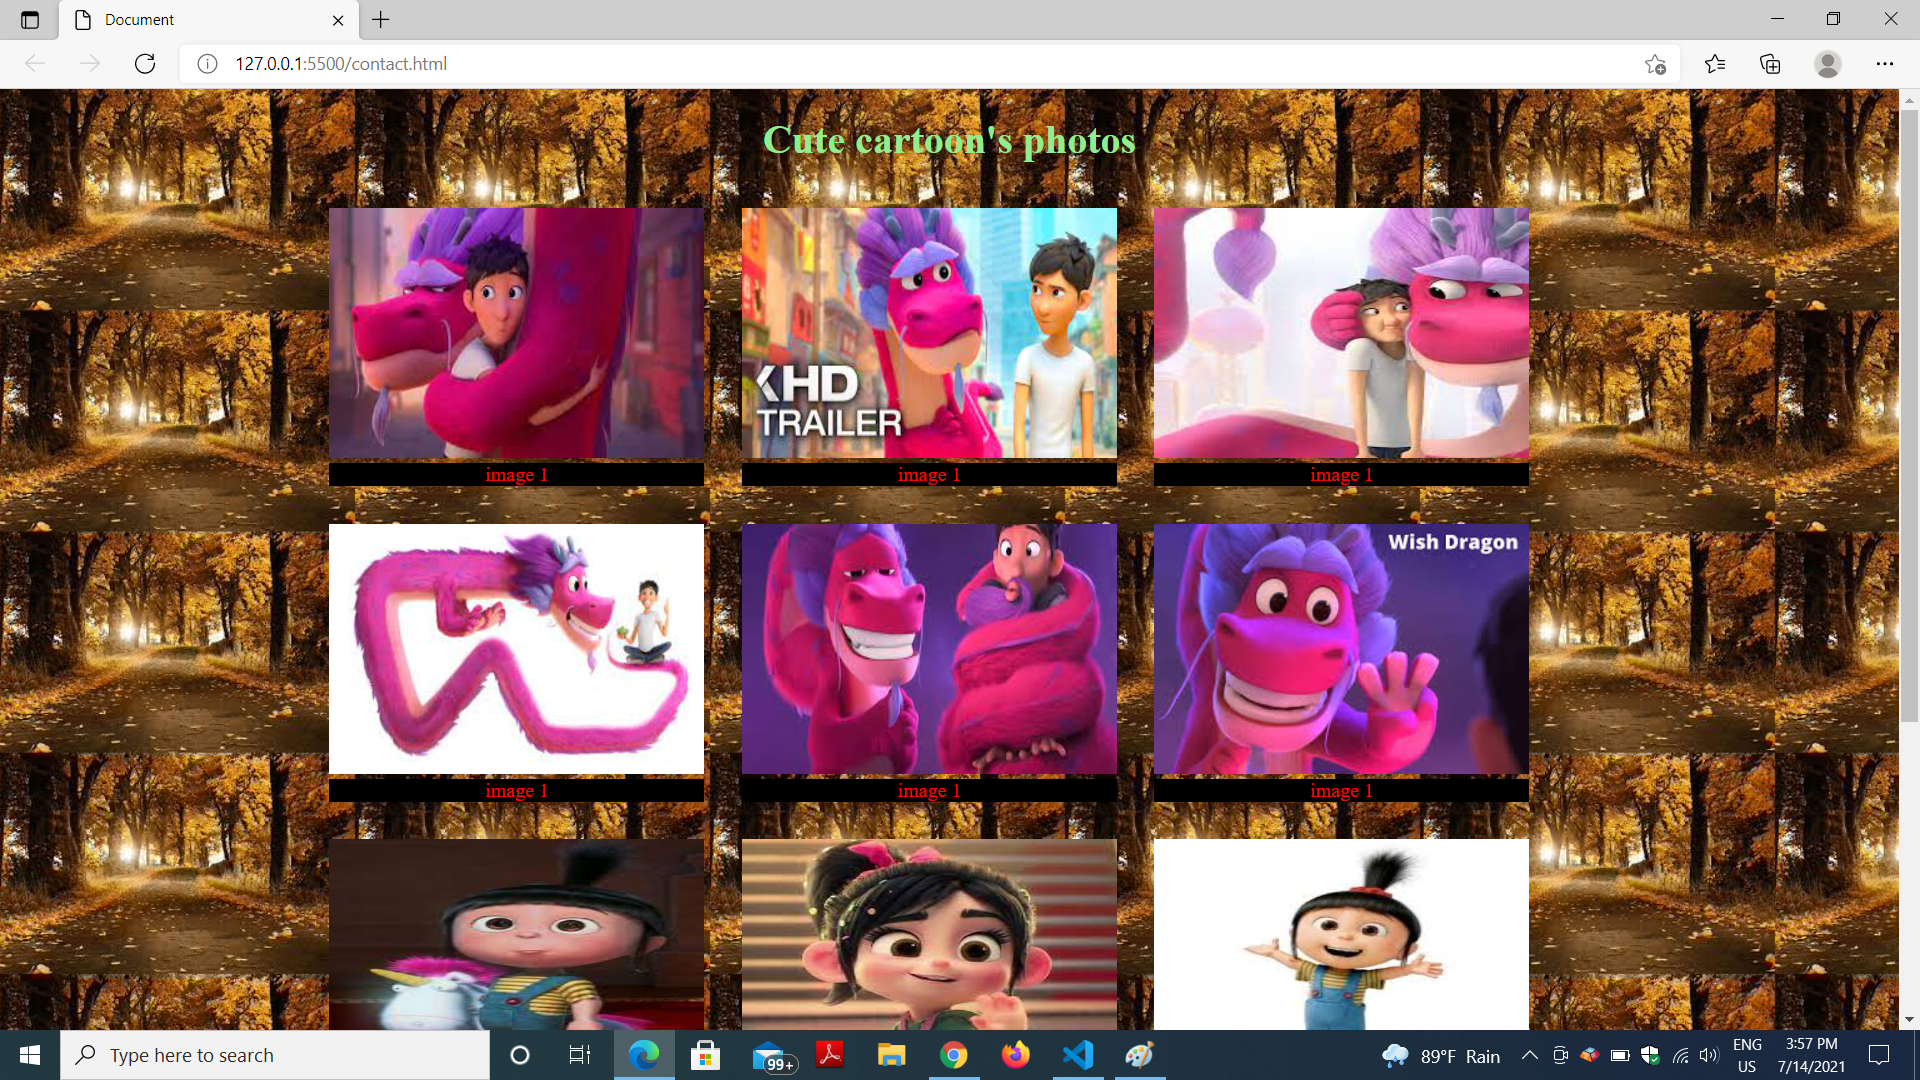 Document
127.0.0.1:5500/contact.html
Cute cartoon's photos
KHD
TRAILER
image 1
image 1
image 1
Wish Dragon
image 1
image 1
image 1
Type here to search
99+
89°F Rain
ENG
US
3:57 PM
7/14/2021